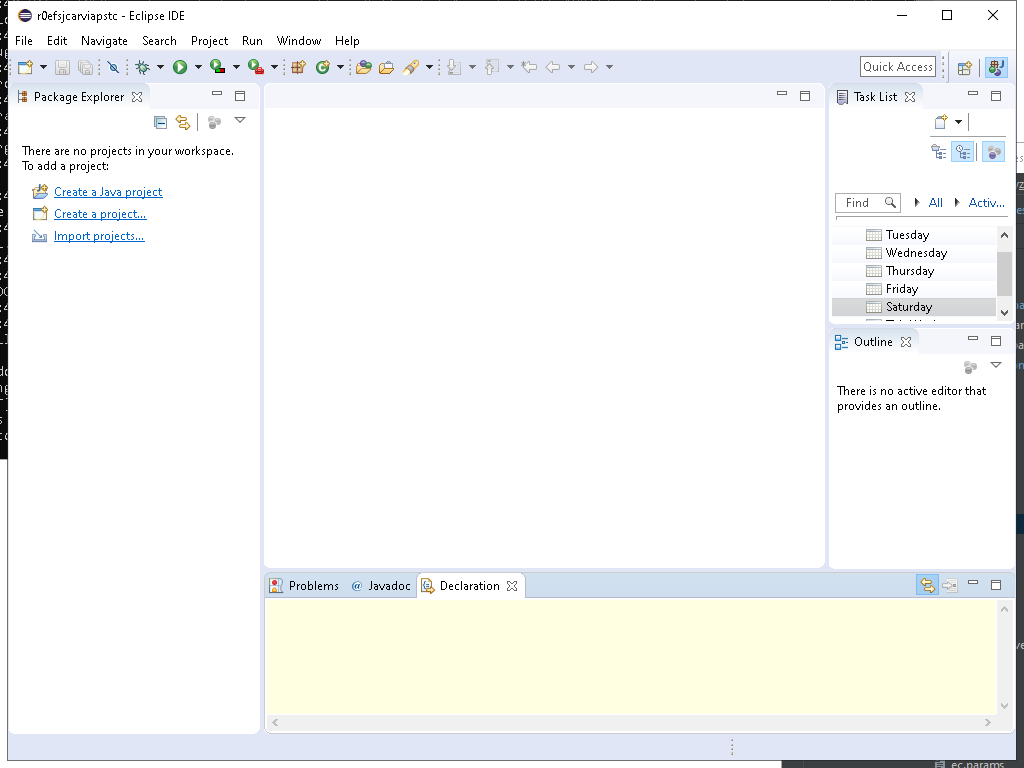 r0efsjcarviapstc - Eclipse IDE
File Edit Navigate Search Project Run Window Help
Quick Access
Package Explorer
Task List
There are no projects in your workspace.
To add a project:
Create a Java project
Create a project...
Import projects...
Find All Activ...
Tuesday
Wednesday
Thursday
Friday
Saturday
Outline
There is no active editor that
provides an outline.
Problems @ Javadoc Declaration
ec.params